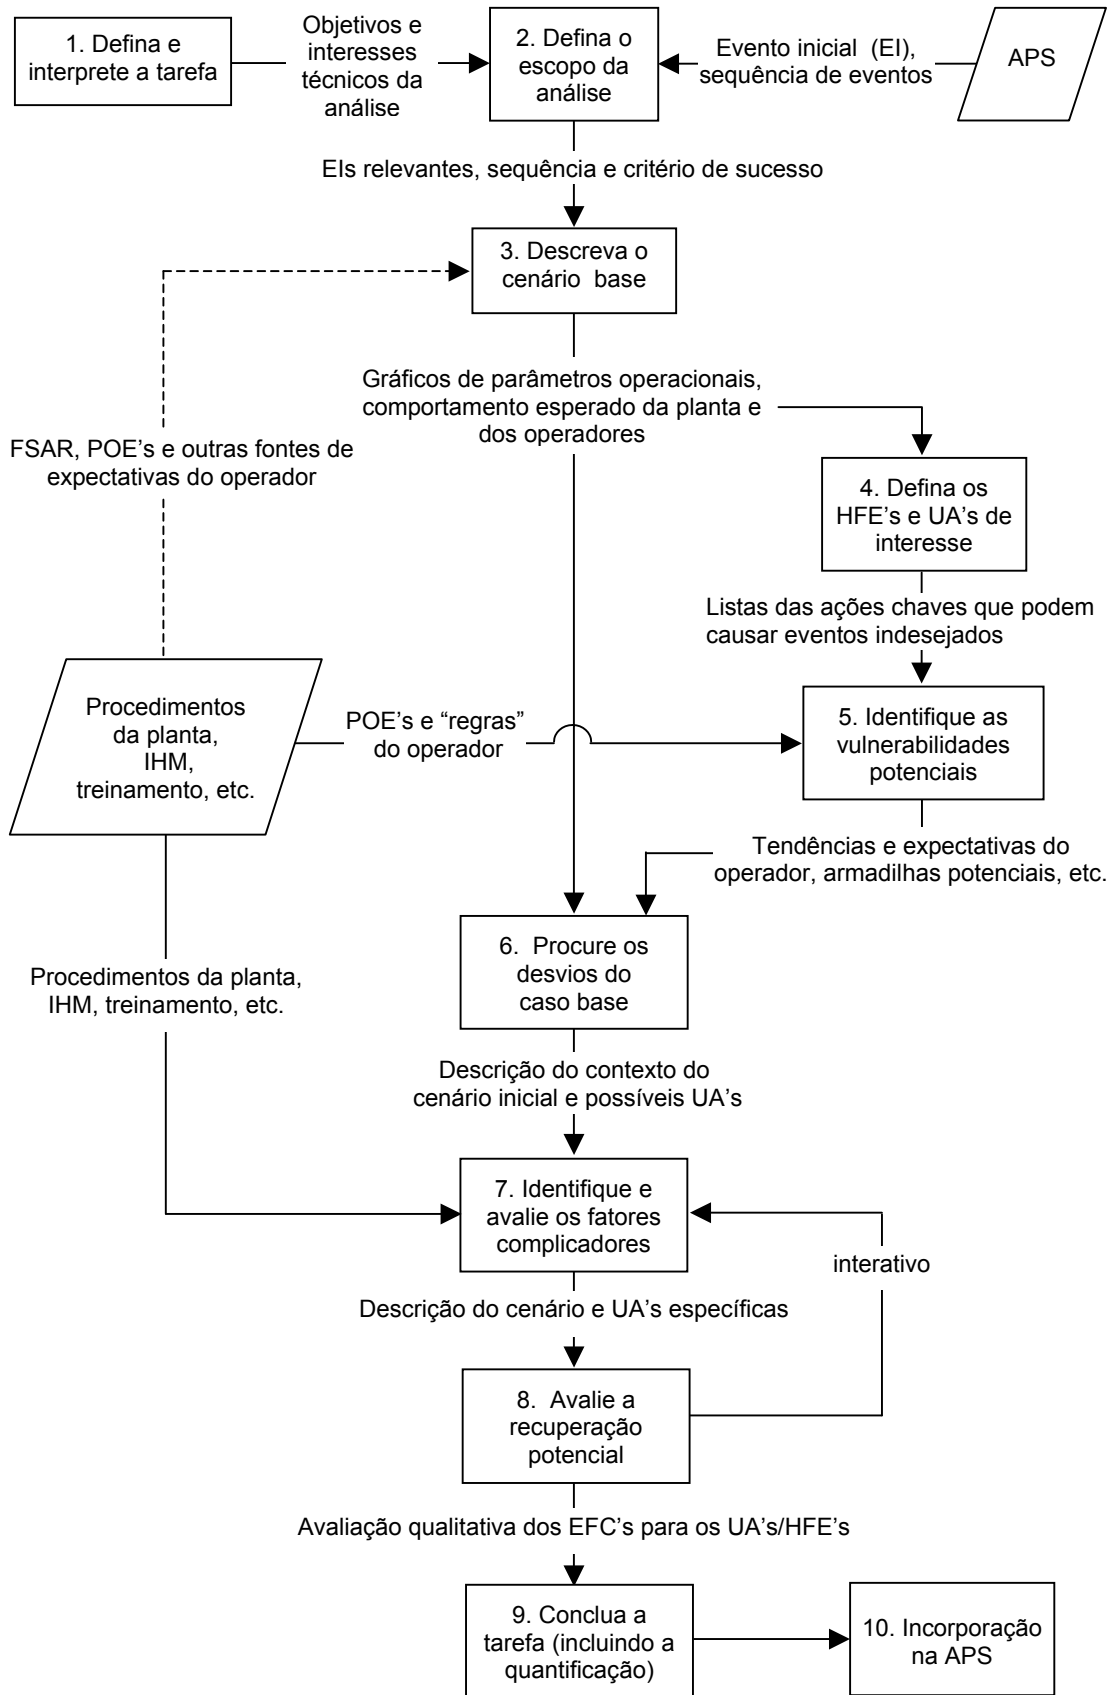 1. Defina e
interprete a tarefa
Objetivos e
interesses
técnicos da
análise
2. Defina o
escopo da
análise
Evento inicial (EI),
sequência de eventos
APS
EIs relevantes, sequência e critério de sucesso
3. Descreva o
cenário base
Gráficos de parâmetros operacionais,
comportamento esperado da planta e
dos operadores
FSAR, POE's e outras fontes de
expectativas do operador
4. Defina os
HFE's e UA's de
interesse
Listas das ações chaves que podem
causar eventos indesejados
Procedimentos
da planta,
IHM,
treinamento, etc.
POE's e "regras"
do operador
5. Identifique as
vulnerabilidades
potenciais
Tendências e expectativas do
operador, armadilhas potenciais, etc.
6. Procure os
desvios do
caso base
Procedimentos da planta,
IHM, treinamento, etc.
Descrição do contexto do
cenário inicial e possíveis UA's
7. Identifique e
avalie os fatores
complicadores
interativo
Descrição do cenário e UA's específicas
8. Avalie a
recuperação
potencial
Avaliação qualitativa dos EFC's para os UA's/HFE's
9. Conclua a
tarefa (incluindo a
quantificação)
10. Incorporação
na APS